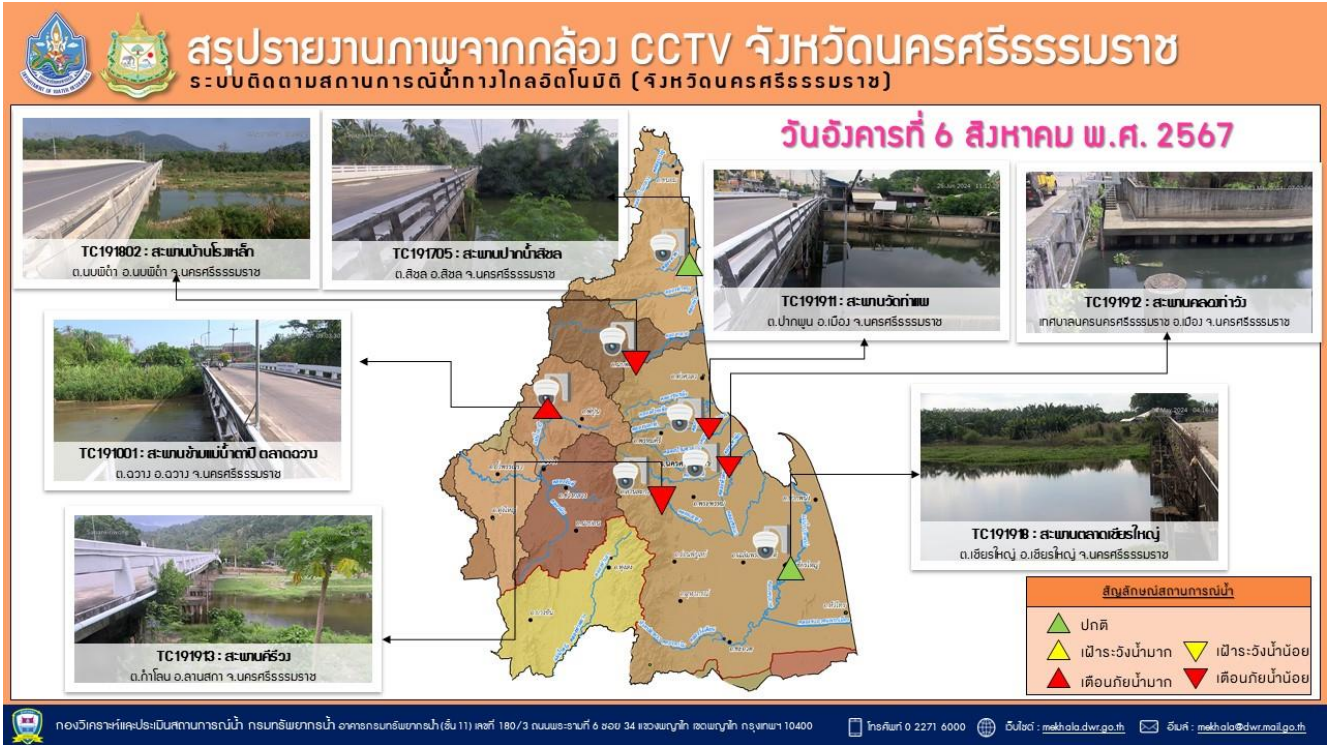 สรุปรายงานภาพจากกล้อง CCTV จังหวัดนครศรีธรรมราช
ระบบติดตามสถานการณ์น้ำทางไกลอัตโนมัติ (จังหวัดนครศรีธรรมราช)
วันอังคารที่ 6 สิงหาคม พ.ศ. 2567
TC191802 : สะพานบ้านโรงเหล็ก
ต.นบพิตำ อ.นบพิตำ จ.นครศรีธรรมราช
TC191705 : สะพานปากน้ำสิชล
ต.สิชล อ.สิชล จ.นครศรีธรรมราช
TC191911 : สะพานวัดท่าแพ
ต.ปากพูน อ.เมือง จ.นครศรีธรรมราช
TC191912 : สะพานคลองท่าวัง
เทศบาลนครนครศรีธรรมราช อ.เมือง จ.นครศรีธรรมราช
TC191001 : สะพานข้ามแม่น้ำตาปี ตลาดฉวาง
ต.ฉวาง อ.ฉวาง จ.นครศรีธรรมราช
TC191918 : สะพานตลาดเชียรใหญ่
ต.เชียรใหญ่ อ.เชียรใหญ่ จ.นครศรีธรรมราช
TC191913 : สะพานคีรีวง
ต.กำโลน อ.ลานสกา จ.นครศรีธรรมราช
สัญลักษณ์สถานการณ์น้ำ
ปกติ
เฝ้าระวังน้ำมาก เฝ้าระวังน้ำน้อย
เตือนภัยน้ำมาก เตือนภัยน้ำน้อย
กองวิเคราะห์และประเมินสถานการณ์น้ำ กรมทรัพยากรน้ำ อาคารกรมทรัพยากรน้ำ (ชั้น 11) เลขที่ 180/3 ถนนพระรามที่ 6 ซอย 34 แขวงพญาไท เขตพญาไท กรุงเทพฯ 10400 โทรศัพท์ 0 2271 6000 เว็บไซต์ : mekhala.dwr.go.th อีเมล์ : mekhala@dwr.mail.go.th